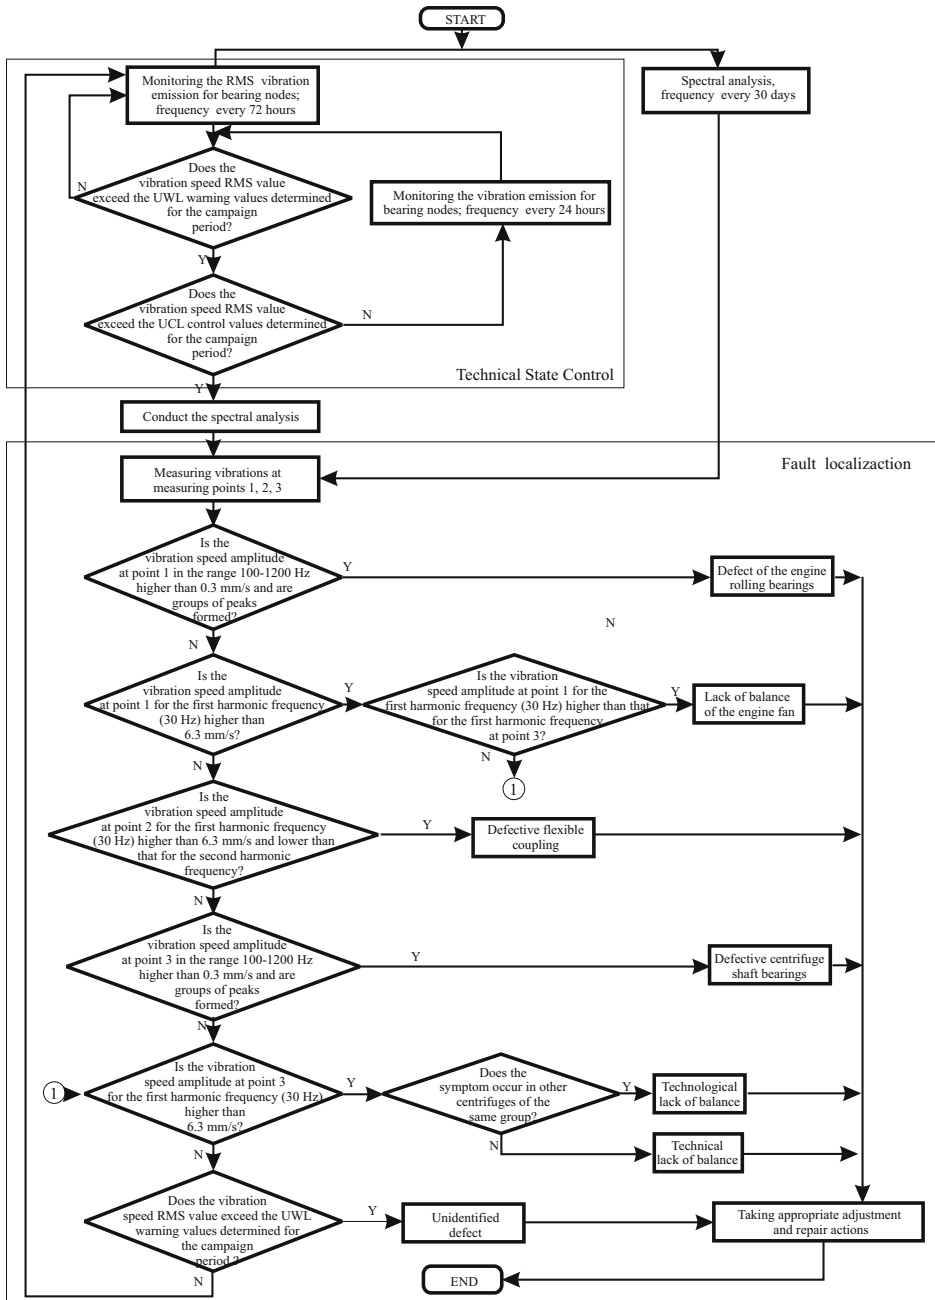 START
Monitoring the RMS vibration
emission for bearing nodes;
frequency every 72 hours
Spectral analysis,
frequency every 30 days
Does the
vibration speed RMS value
exceed the UWL warning values determined
for the campaign
period?
N
Monitoring the vibration emission for
bearing nodes; frequency every 24 hours
Y
Does the
vibration speed RMS value
exceed the UCL control values determined
for the campaign
period?
N
Technical State Control
Y
Conduct the spectral analysis
Fault localizaction
Measuring vibrations at
measuring points 1, 2, 3
Is the
vibration speed amplitude
at point 1 in the range 100-1200 Hz
higher than 0.3 mm/s and are
groups of peaks
formed?
Y
Defect of the engine
rolling bearings
N
N
Is the
vibration speed amplitude
at point 1 for the first harmonic frequency
(30 Hz) higher than
6.3 mm/s?
Y
Is the vibration
speed amplitude at point 1 for the
first harmonic frequency (30 Hz) higher than that
for the first harmonic frequency
at point 3?
Y
Lack of balance
of the engine fan
N
N
1
Is the
vibration speed amplitude
at point 2 for the first harmonic frequency
(30 Hz) higher than 6.3 mm/s and lower than
that for the second harmonic
frequency?
Y
Defective flexible
coupling
N
Is the
vibration speed amplitude
at point 3 in the range 100-1200 Hz
higher than 0.3 mm/s and are
groups of peaks
formed?
Y
Defective centrifuge
shaft bearings
N
1
Is the vibration
speed amplitude at point 3
for the first harmonic frequency (30 Hz)
higher than
6.3 mm/s?
Y
Does the
symptom occur in other
centrifuges of the
same group?
Y
Technological
lack of balance
N
Technical
lack of balance
N
Does the vibration
speed RMS value exceed the UWL
warning values determined for
the campaign
period ?
Y
Unidentified
defect
Taking appropriate adjustment
and repair actions
N
END